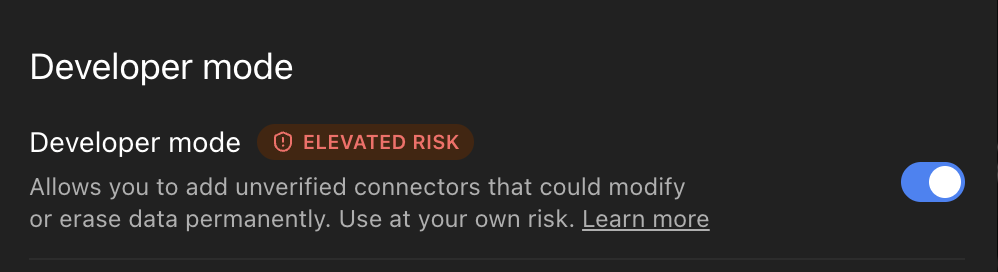 Developer mode
Developer mode ELEVATED RISK
Allows you to add unverified connectors that could modify
or erase data permanently. Use at your own risk. Learn more